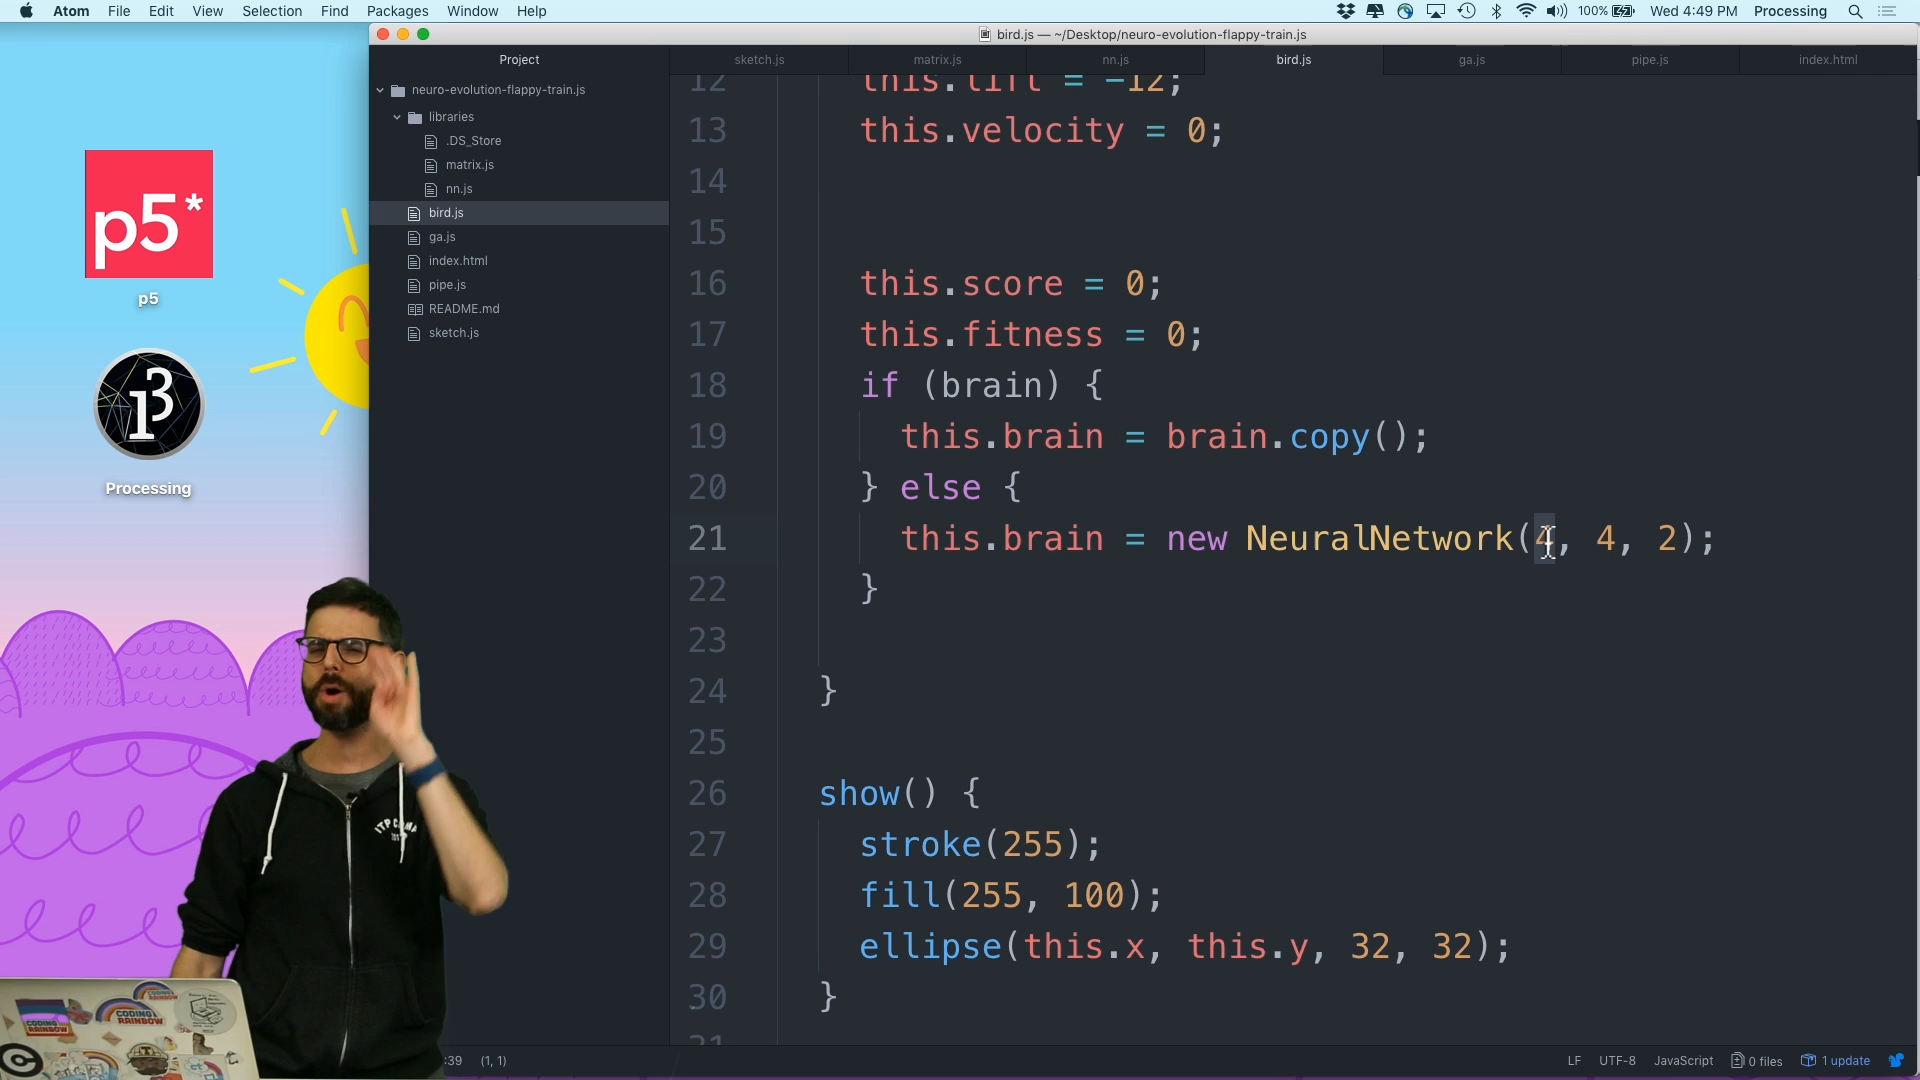 Atom File Edit View Selection Find Packages Window Help 100% Wed 4:49 PM Processing
bird.js — ~/Desktop/neuro-evolution-flappy-train.js
Project
sketch.js matrix.js nn.js bird.js ga.js pipe.js index.html
neuro-evolution-flappy-train.js
libraries
.DS_Store
matrix.js
nn.js
bird.js
ga.js
index.html
pipe.js
README.md
sketch.js
p5*
p5
Processing
12 this.lift = -12;
13 this.velocity = 0;
14
15
16 this.score = 0;
17 this.fitness = 0;
18 if (brain) {
19 this.brain = brain.copy();
20 } else {
21 this.brain = new NeuralNetwork(4, 4, 2);
22 }
23
24 }
25
26 show() {
27 stroke(255);
28 fill(255, 100);
29 ellipse(this.x, this.y, 32, 32);
30 }
31
CODING
RAINBOW
CODING
RAINBOW
:39 (1, 1) LF UTF-8 JavaScript 0 files 1 update